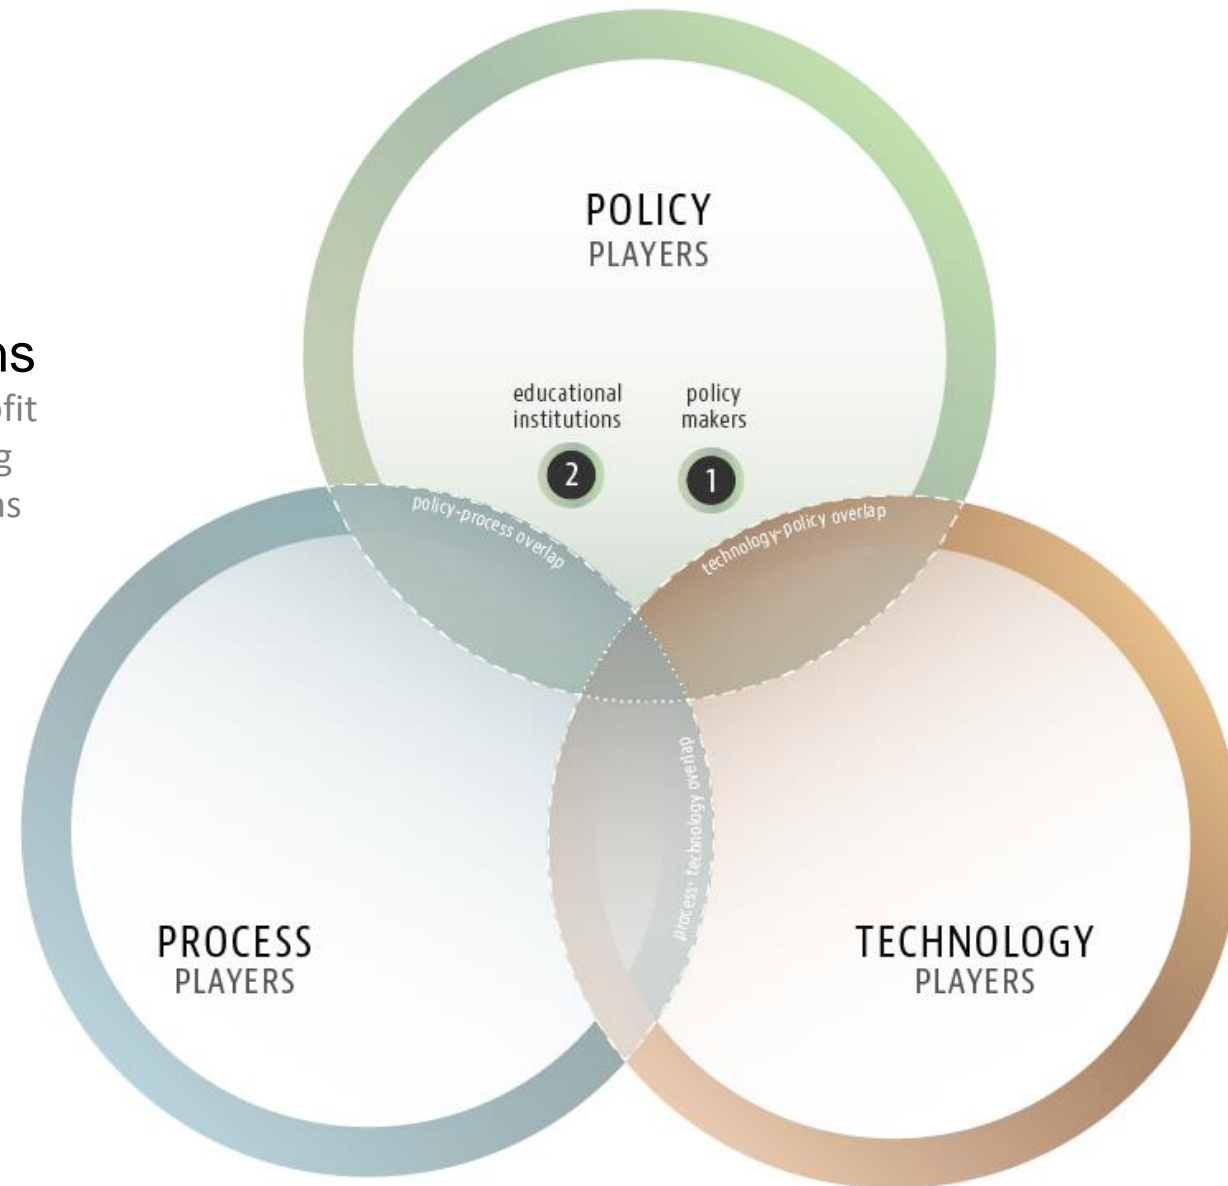 POLICY
PLAYERS
ns
ofit
g
ns
educational
institutions
policy
makers
2
1
policy-process overlap
technology-policy overlap
process- technology overlap
PROCESS
PLAYERS
TECHNOLOGY
PLAYERS